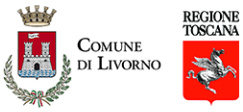 COMUNE
DI LIVORNO
REGIONE
TOSCANA